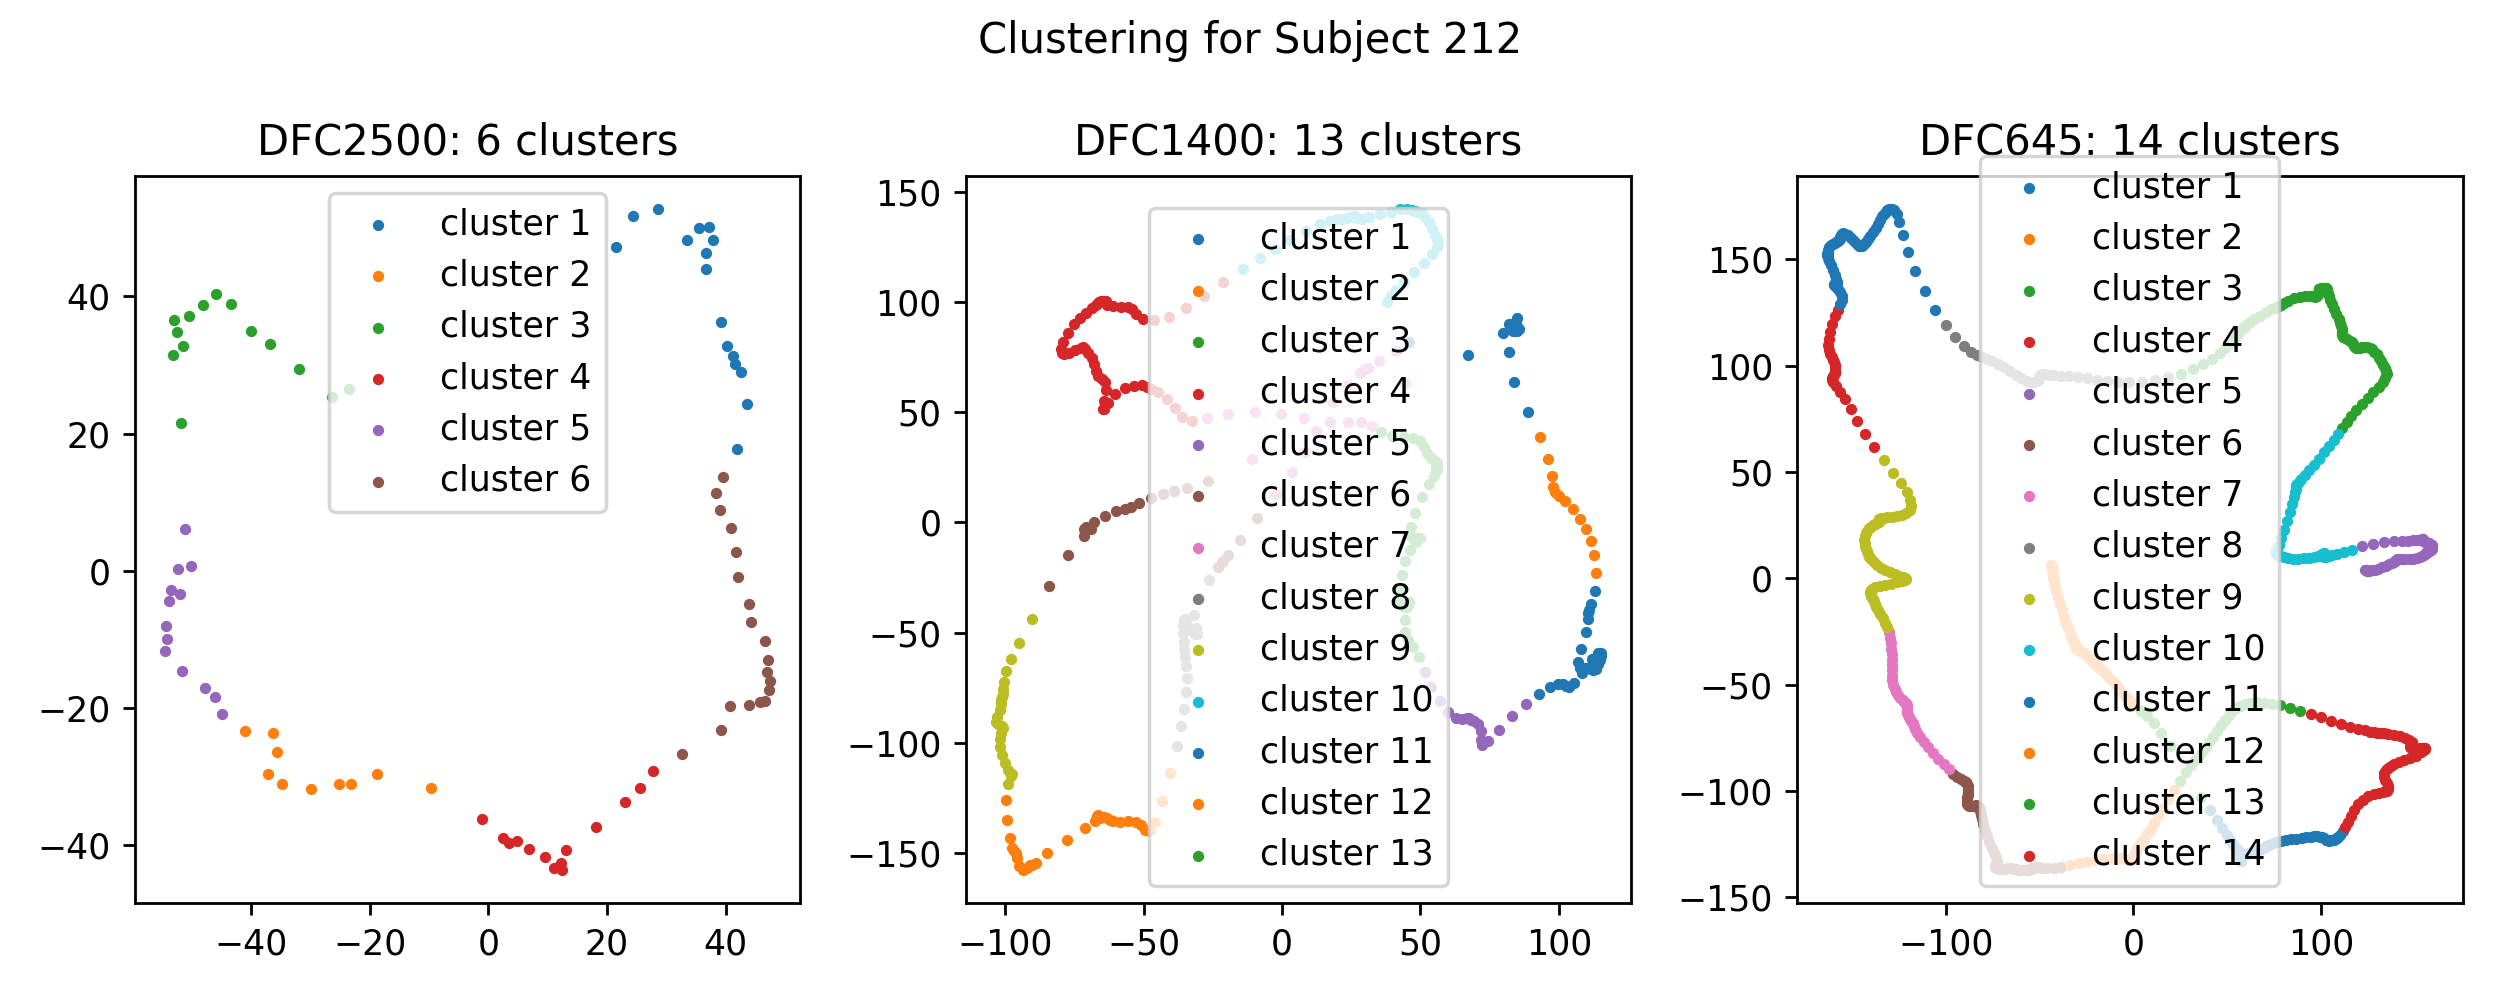 Clustering for Subject 212
DFC2500: 6 clusters
40
20
0
−20
−40
−40 −20 0 20 40
cluster 1
cluster 2
cluster 3
cluster 4
cluster 5
cluster 6
DFC1400: 13 clusters
150
100
50
0
−50
−100
−150
−100 −50 0 50 100
cluster 1
cluster 2
cluster 3
cluster 4
cluster 5
cluster 6
cluster 7
cluster 8
cluster 9
cluster 10
cluster 11
cluster 12
cluster 13
DFC645: 14 clusters
150
100
50
0
−50
−100
−150
−100 0 100
cluster 1
cluster 2
cluster 3
cluster 4
cluster 5
cluster 6
cluster 7
cluster 8
cluster 9
cluster 10
cluster 11
cluster 12
cluster 13
cluster 14